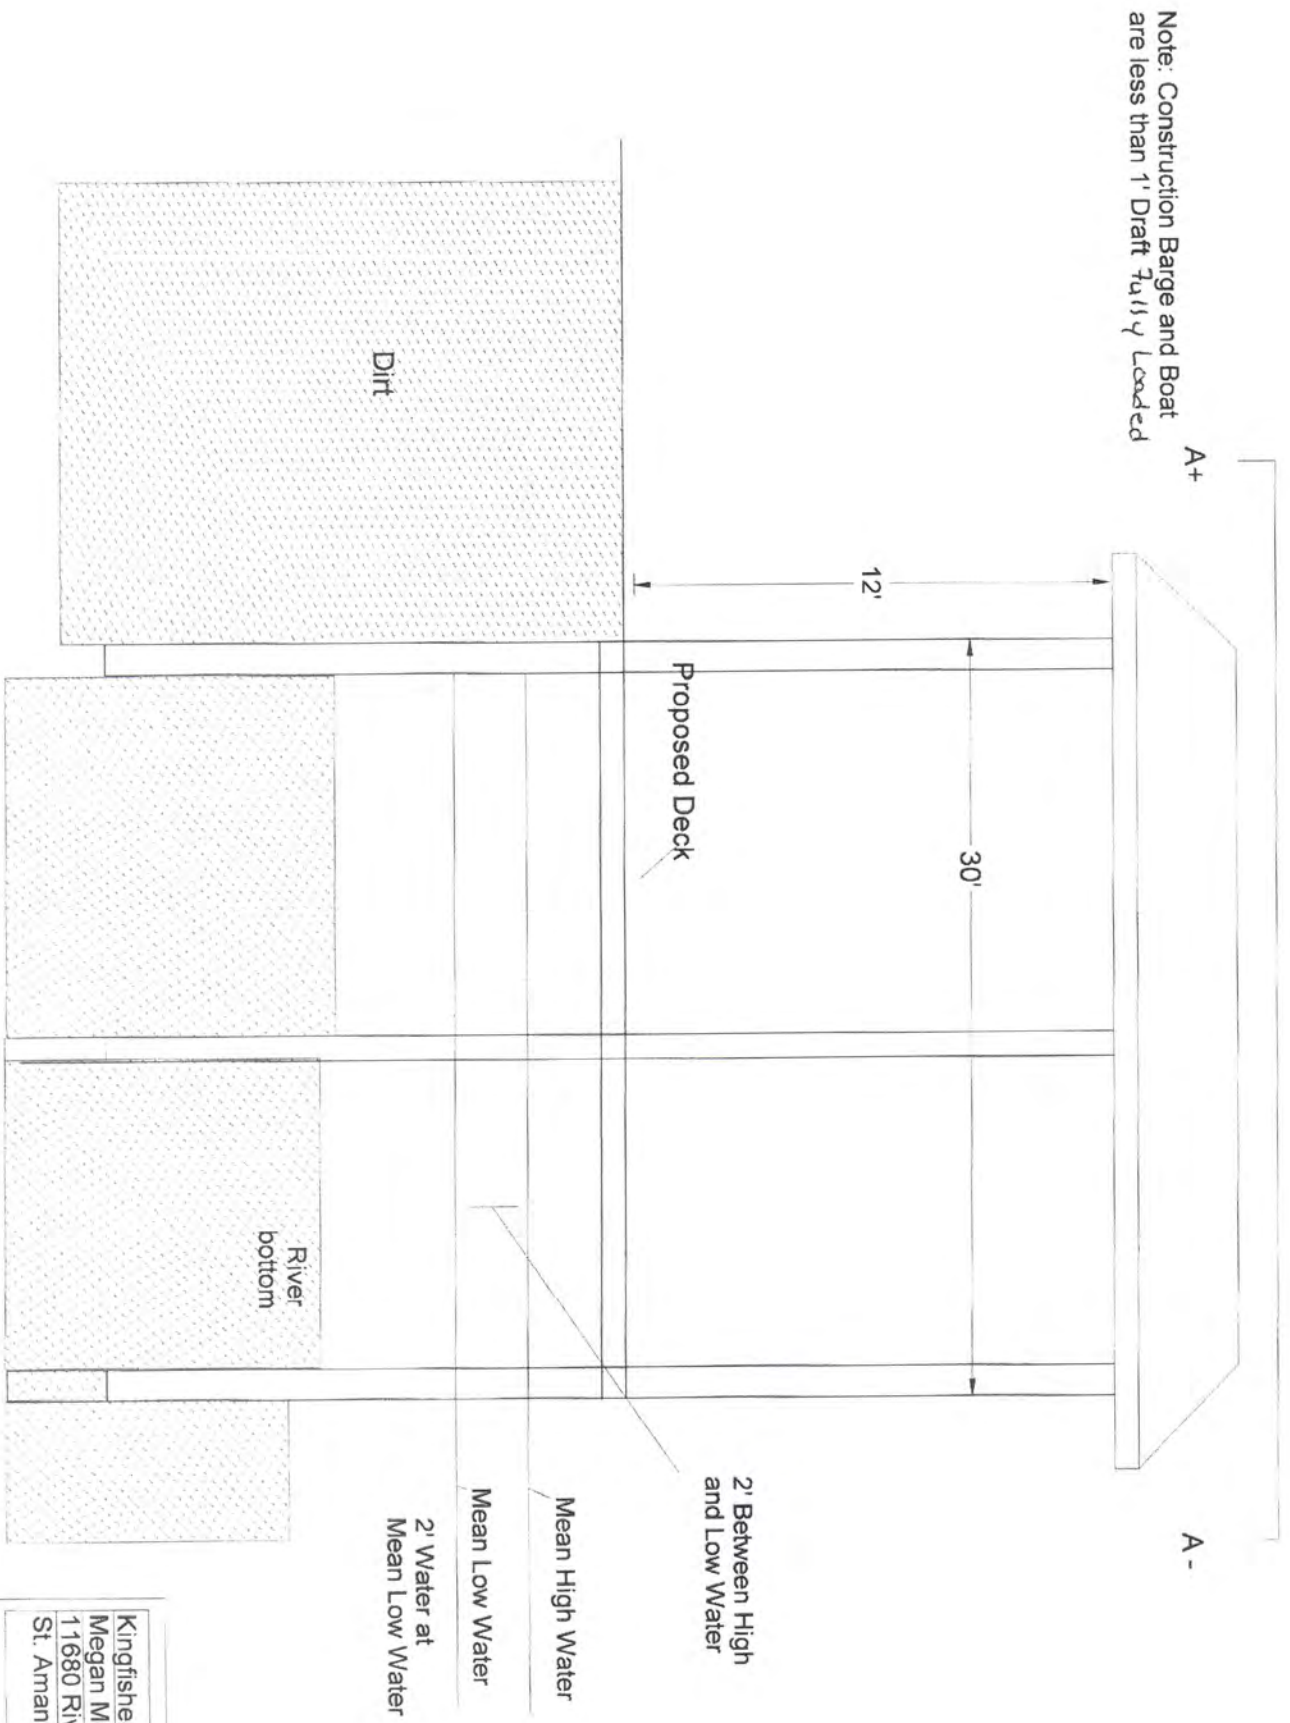 Note: Construction Barge and Boat
are less than 1' Draft Fully Loaded
A+
A -
12'
30'
Proposed Deck
Dirt
2' Between High
and Low Water
Mean High Water
Mean Low Water
2' Water at
Mean Low Water
River
bottom
Kingfishe
Megan M
11680 Riv
St. Aman